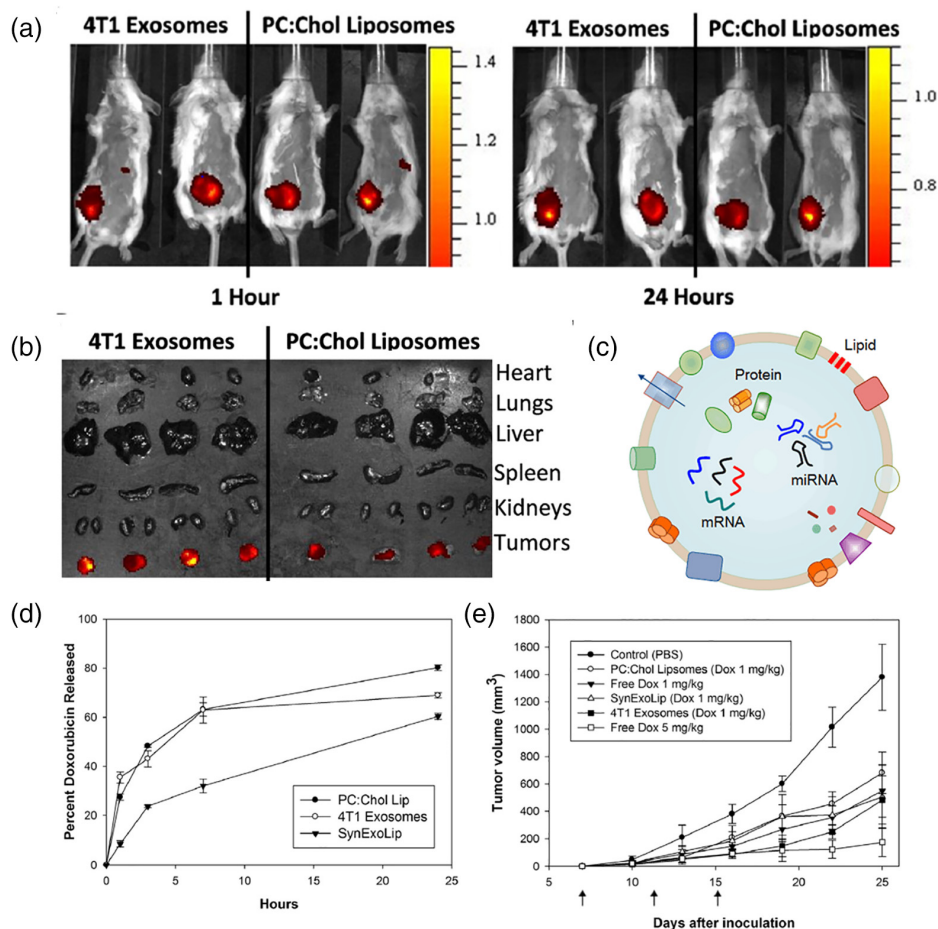 (a)
4T1 Exosomes
PC:Chol Liposomes
1.4
1.2
1.0
1 Hour
4T1 Exosomes
PC:Chol Liposomes
1.0
0.8
24 Hours
(b)
4T1 Exosomes
PC:Chol Liposomes
Heart
Lungs
Liver
Spleen
Kidneys
Tumors
(c)
Lipid
Protein
miRNA
mRNA
(d)
Percent Doxorubicin Released
100
80
60
40
20
0
PC:Chol Lip
4T1 Exosomes
SynExoLip
0 5 10 15 20 25
Hours
(e)
Tumor volume (mm³)
1800
1600
1400
1200
1000
800
600
400
200
0
Control (PBS)
PC:Chol Lipsomes (Dox 1 mg/kg)
Free Dox 1 mg/kg
SynExoLip (Dox 1 mg/kg)
4T1 Exosomes (Dox 1 mg/kg)
Free Dox 5 mg/kg
5 10 15 20 25
Days after inoculation